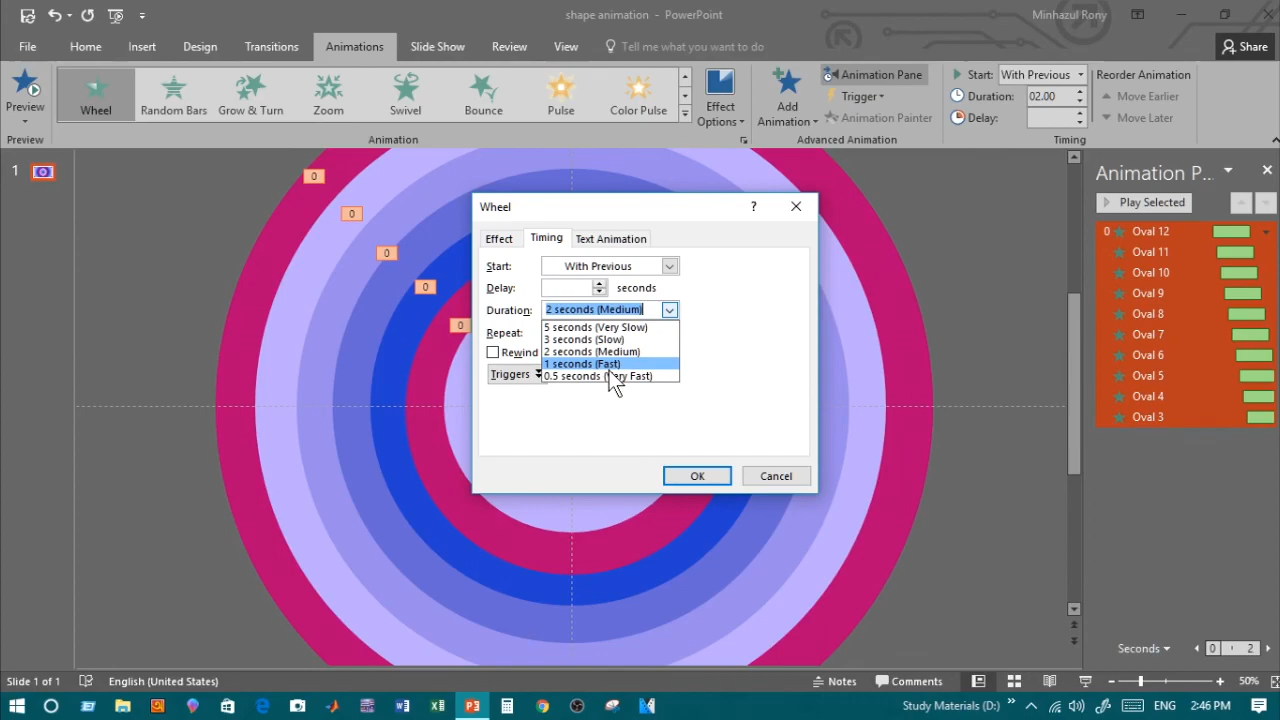 shape animation - PowerPoint
Minhazul Rony
File
Home
Insert
Design
Transitions
Animations
Slide Show
Review
View
Tell me what you want to do
Share
Preview
Wheel
Random Bars
Grow & Turn
Zoom
Swivel
Bounce
Pulse
Color Pulse
Effect
Options
Add
Animation
Animation Pane
Trigger
Animation Painter
Start: With Previous
Duration: 02.00
Delay:
Reorder Animation
Move Earlier
Move Later
Preview
Animation
Advanced Animation
Timing
1
0
0
0
0
0
Wheel
?
Effect
Timing
Text Animation
Start: With Previous
Delay: seconds
Duration: 2 seconds (Medium)
5 seconds (Very Slow)
3 seconds (Slow)
2 seconds (Medium)
1 seconds (Fast)
0.5 seconds (Very Fast)
Repeat:
Rewind
Triggers
OK
Cancel
Animation P...
Play Selected
0 Oval 12
Oval 11
Oval 10
Oval 9
Oval 8
Oval 7
Oval 6
Oval 5
Oval 4
Oval 3
Seconds 0 2
Slide 1 of 1
English (United States)
Notes
Comments
50%
Study Materials (D:)
ENG
2:46 PM